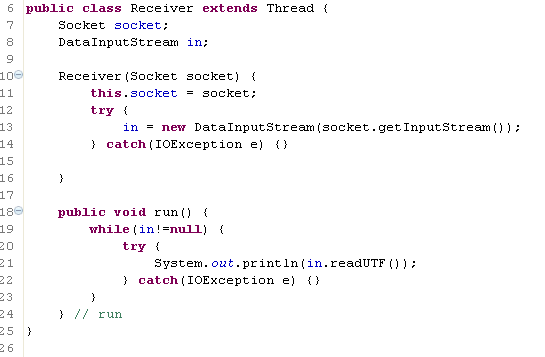 6 public class Receiver extends Thread {
7     Socket socket;
8     DataInputStream in;
9
10     Receiver(Socket socket) {
11         this.socket = socket;
12         try {
13             in = new DataInputStream(socket.getInputStream());
14         } catch(IOException e) {}
15
16     }
17
18     public void run() {
19         while(in!=null) {
20             try {
21                 System.out.println(in.readUTF());
22             } catch(IOException e) {}
23         }
24     } // run
25 }
26